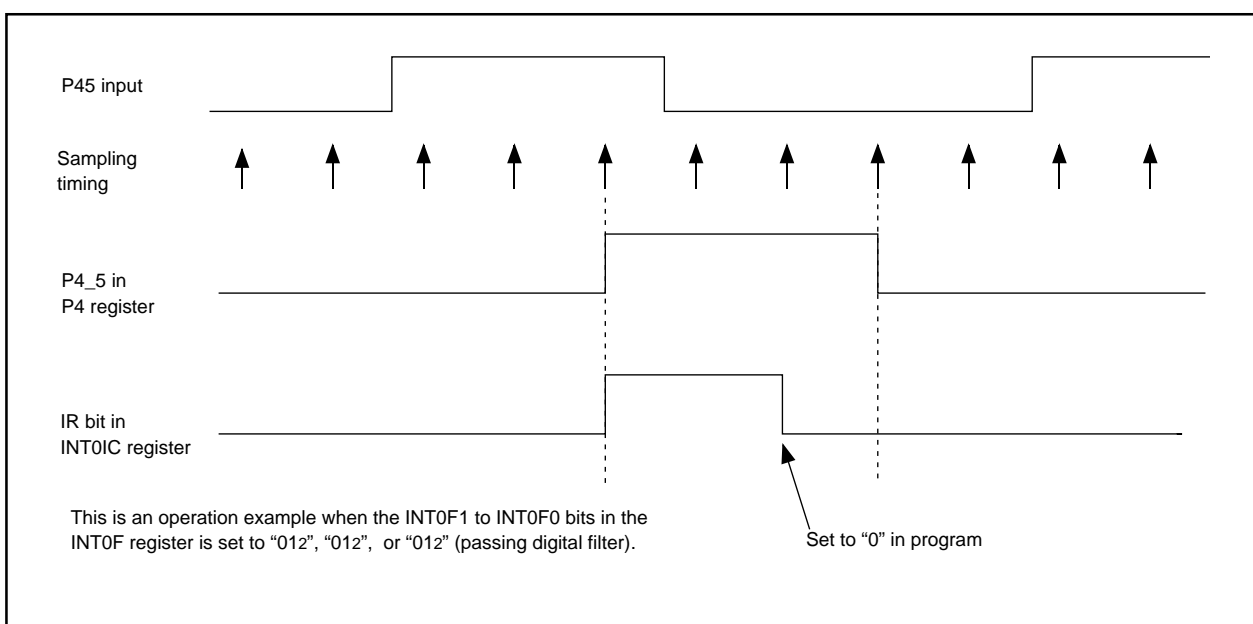 P45 input
Sampling
timing
P4_5 in
P4 register
IR bit in
INT0IC register
This is an operation example when the INT0F1 to INT0F0 bits in the
INT0F register is set to “012”, “012”,  or “012” (passing digital filter).
Set to “0” in program